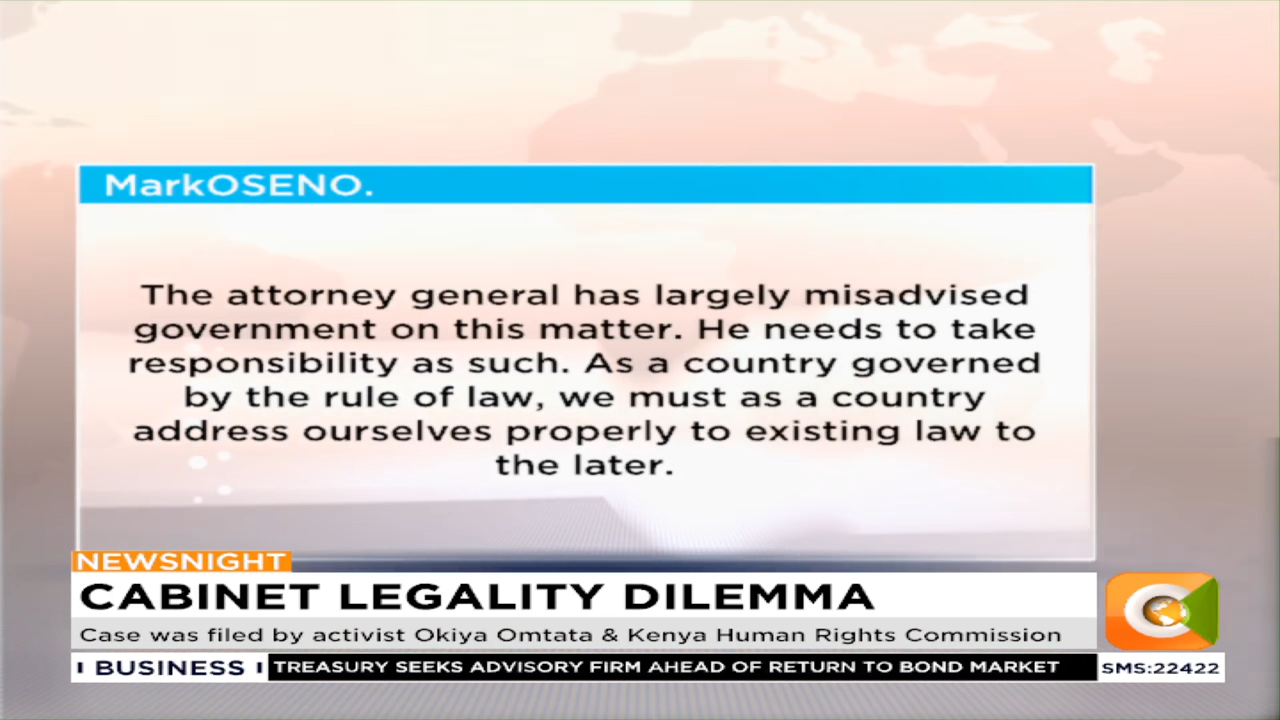 MarkOSENO.
The attorney general has largely misadvised
government on this matter. He needs to take
responsibility as such. As a country governed
by the rule of law, we must as a country
address ourselves properly to existing law to
the later.
NEWSNIGHT
CABINET LEGALITY DILEMMA
Case was filed by activist Okiya Omtata & Kenya Human Rights Commission
I BUSINESS I TREASURY SEEKS ADVISORY FIRM AHEAD OF RETURN TO BOND MARKET SMS:22422